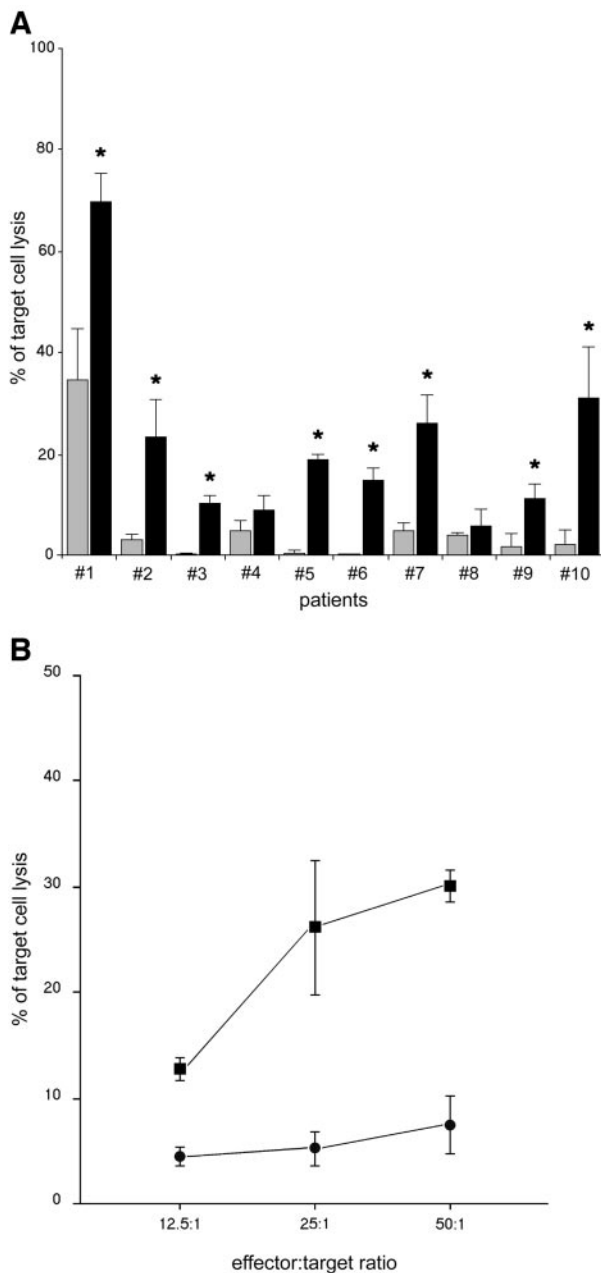 A
100
80
60
40
20
0
% of target cell lysis
* * * * * * * *
#1 #2 #3 #4 #5 #6 #7 #8 #9 #10
patients
B
50
40
30
20
10
0
% of target cell lysis
12.5:1 25:1 50:1
effector:target ratio